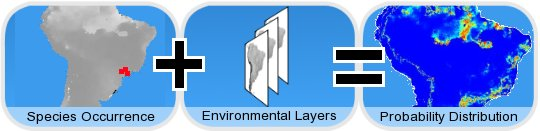 Species Occurrence
Environmental Layers
Probability Distribution